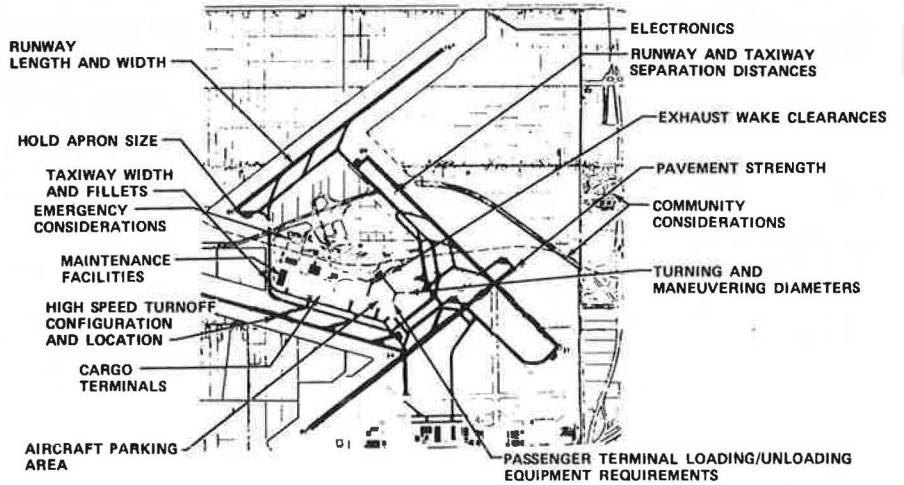 RUNWAY
LENGTH AND WIDTH
HOLD APRON SIZE
TAXIWAY WIDTH
AND FILLETS
EMERGENCY
CONSIDERATIONS
MAINTENANCE
FACILITIES
HIGH SPEED TURNOFF
CONFIGURATION
AND LOCATION
CARGO
TERMINALS
AIRCRAFT PARKING
AREA
ELECTRONICS
RUNWAY AND TAXIWAY
SEPARATION DISTANCES
EXHAUST WAKE CLEARANCES
PAVEMENT STRENGTH
COMMUNITY
CONSIDERATIONS
TURNING AND
MANEUVERING DIAMETERS
PASSENGER TERMINAL LOADING/UNLOADING
EQUIPMENT REQUIREMENTS